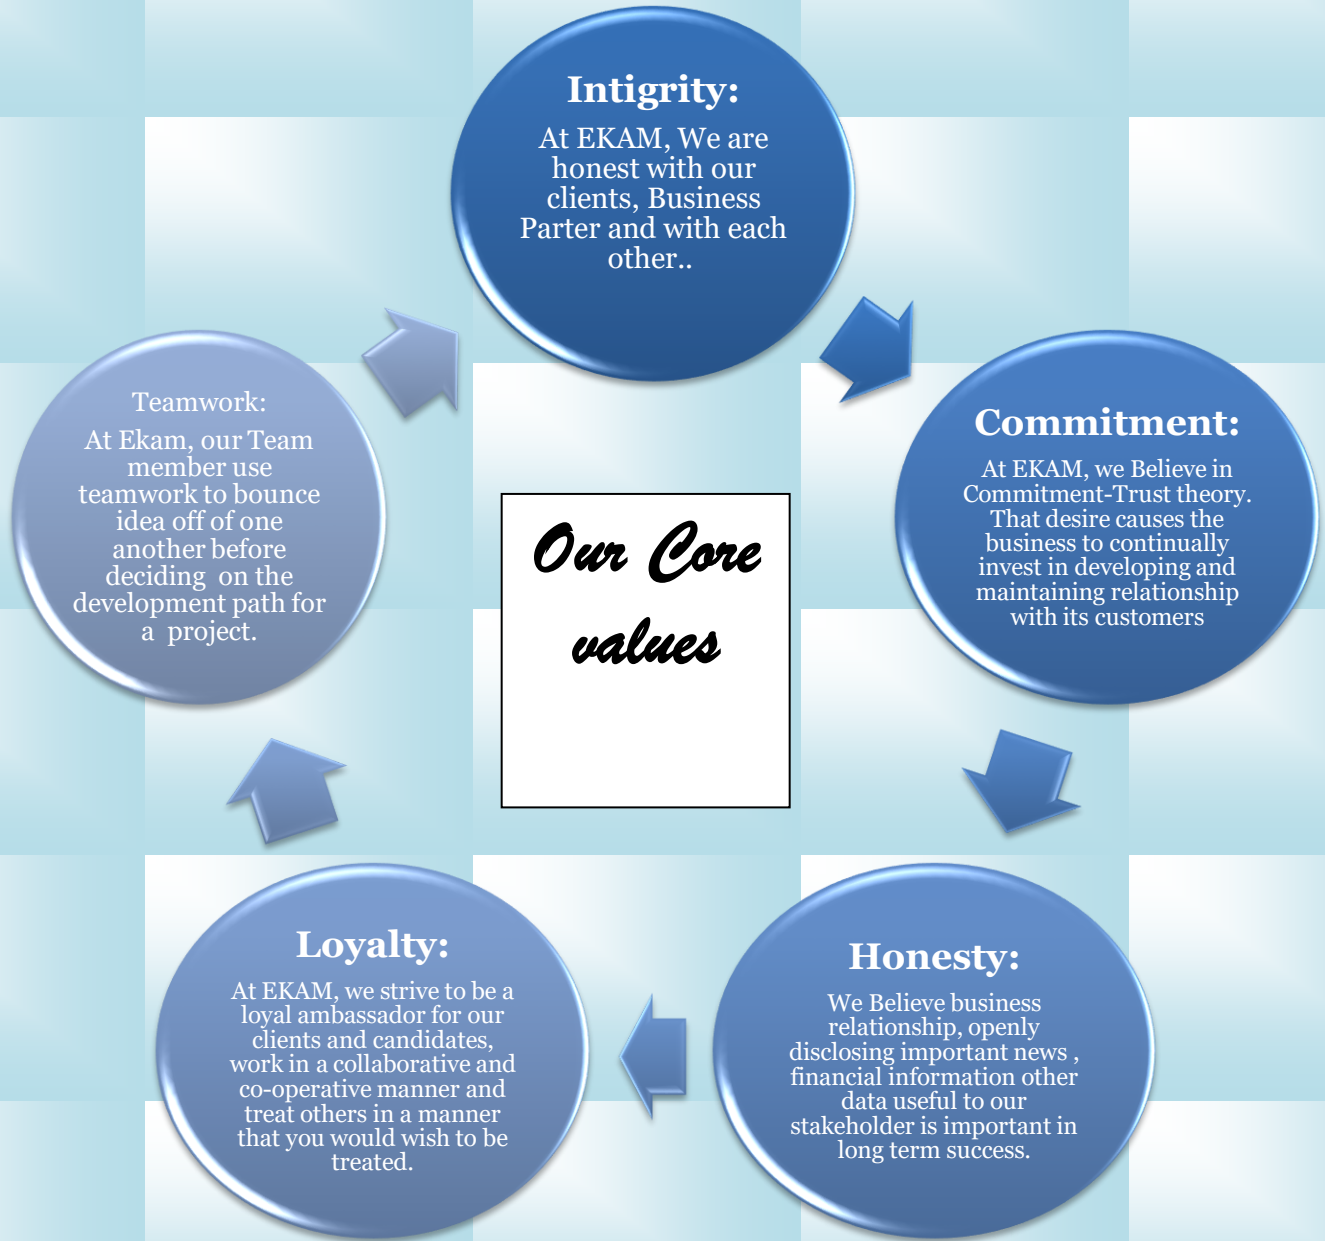 Intigrity:
At EKAM, We are
honest with our
clients, Business
Parter and with each
other..
Commitment:
At EKAM, we Believe in
Commitment-Trust theory.
That desire causes the
business to continually
invest in developing and
maintaining relationship
with its customers
Honesty:
We Believe business
relationship, openly
disclosing important news ,
financial information other
data useful to our
stakeholder is important in
long term success.
Loyalty:
At EKAM, we strive to be a
loyal ambassador for our
clients and candidates,
work in a collaborative and
co-operative manner and
treat others in a manner
that you would wish to be
treated.
Teamwork:
At Ekam, our Team
member use
teamwork to bounce
idea off of one
another before
deciding  on the
development path for
a  project.
Our Core
values